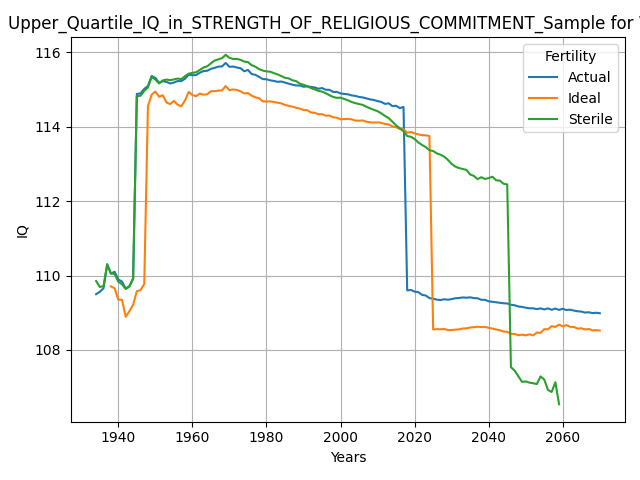 Upper_Quartile_IQ_in_STRENGTH_OF_RELIGIOUS_COMMITMENT_Sample for
116
114
112
110
108
IQ
Fertility
Actual
Ideal
Sterile
1940 1960 1980 2000 2020 2040 2060
Years